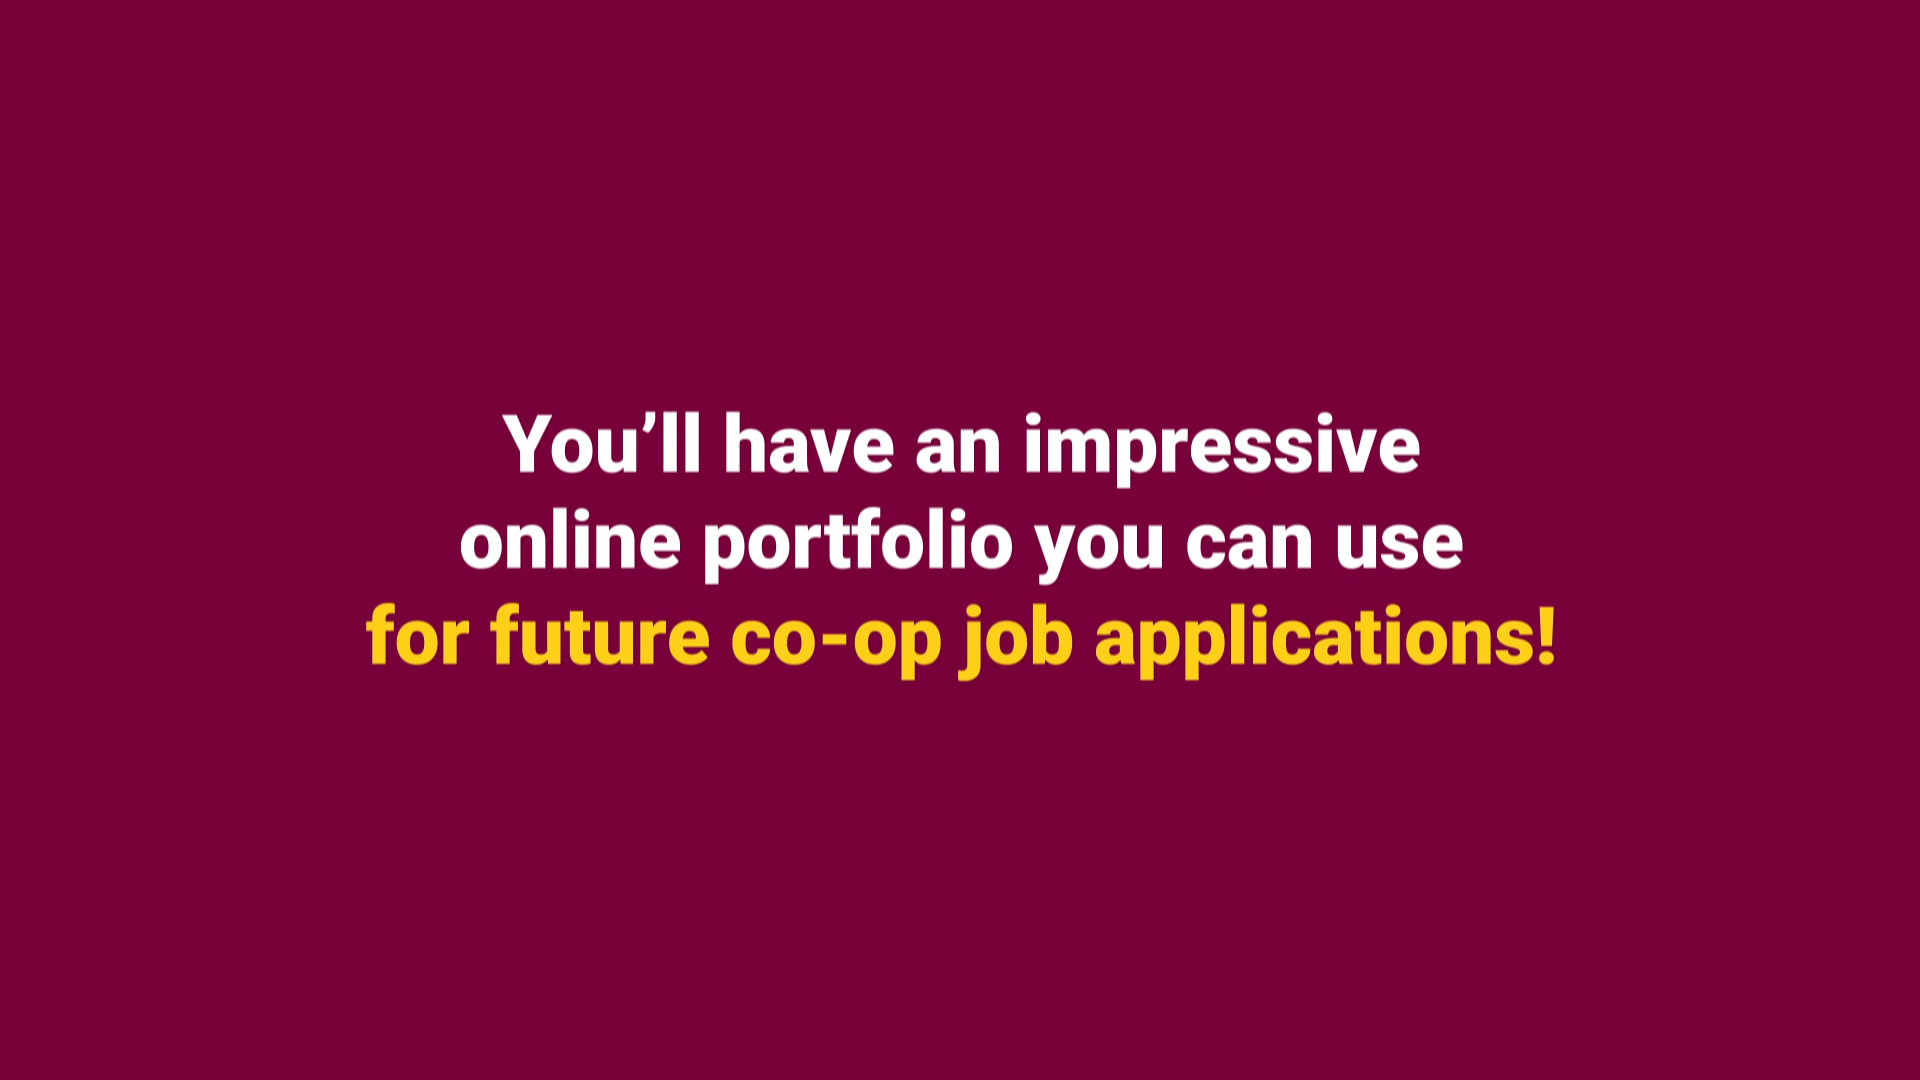 You’ll have an impressive
online portfolio you can use
for future co-op job applications!